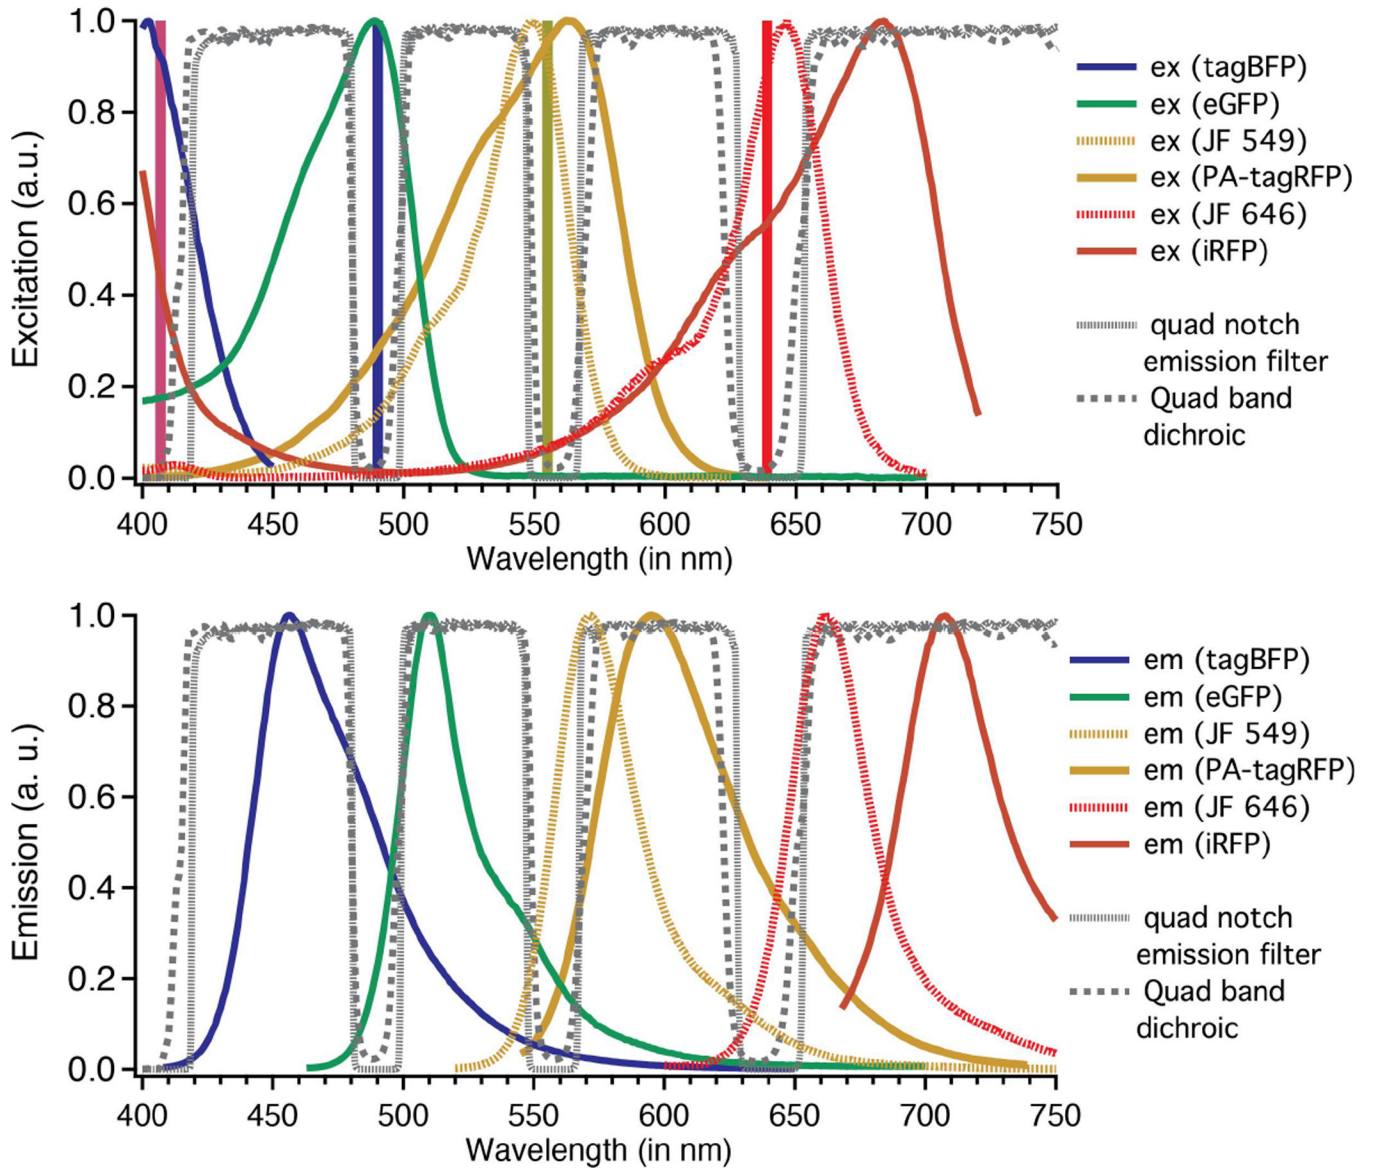 1.0
0.8
0.6
0.4
0.2
0.0
Excitation (a.u.)
400 450 500 550 600 650 700 750
Wavelength (in nm)
ex (tagBFP)
ex (eGFP)
ex (JF 549)
ex (PA-tagRFP)
ex (JF 646)
ex (iRFP)
quad notch
emission filter
Quad band
dichroic
1.0
0.8
0.6
0.4
0.2
0.0
Emission (a. u.)
400 450 500 550 600 650 700 750
Wavelength (in nm)
em (tagBFP)
em (eGFP)
em (JF 549)
em (PA-tagRFP)
em (JF 646)
em (iRFP)
quad notch
emission filter
Quad band
dichroic